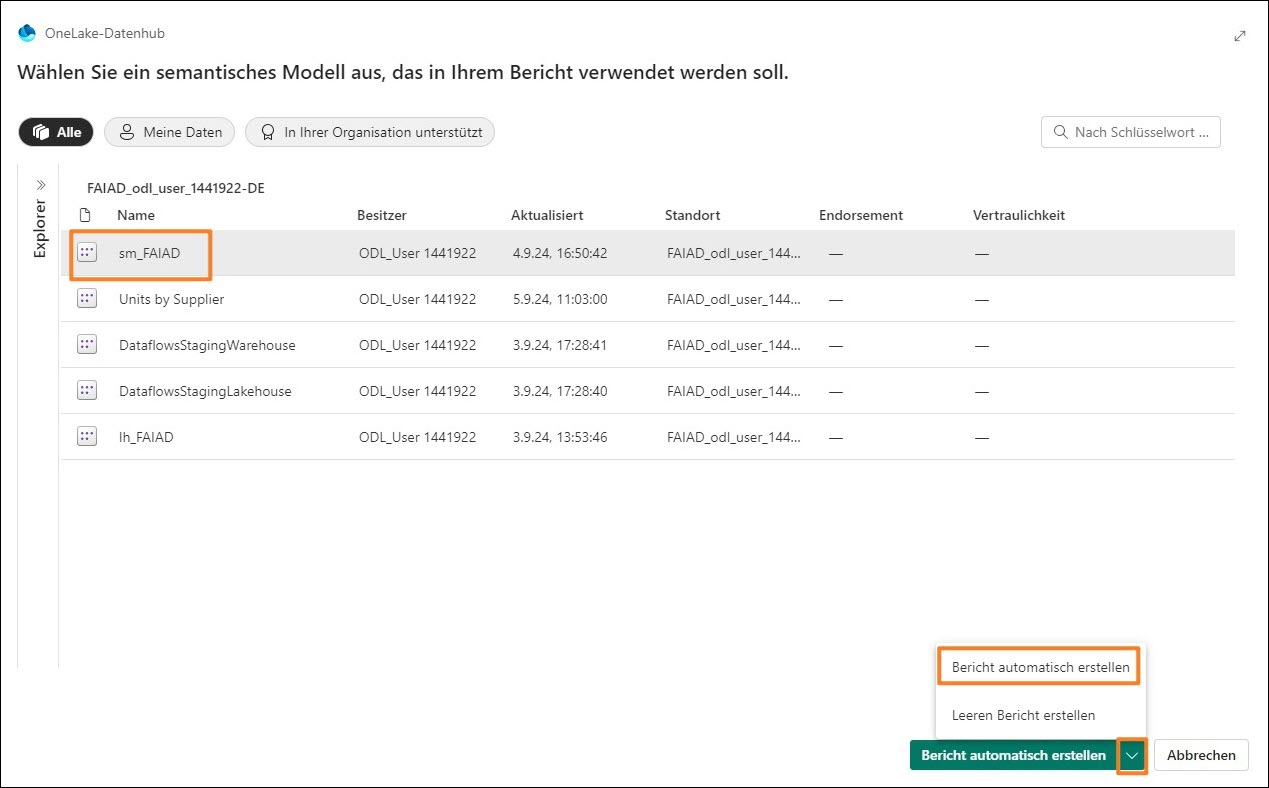 OneLake-Datenhub
Wählen Sie ein semantisches Modell aus, das in Ihrem Bericht verwendet werden soll.
Alle Meine Daten In Ihrer Organisation unterstützt Nach Schlüsselwort ...
Explorer
FAIAD_odl_user_1441922-DE
Name Besitzer Aktualisiert Standort Endorsement Vertraulichkeit
sm_FAIAD ODL_User 1441922 4.9.24, 16:50:42 FAIAD_odl_user_144... — —
Units by Supplier ODL_User 1441922 5.9.24, 11:03:00 FAIAD_odl_user_144... — —
DataflowsStagingWarehouse ODL_User 1441922 3.9.24, 17:28:41 FAIAD_odl_user_144... — —
DataflowsStagingLakehouse ODL_User 1441922 3.9.24, 17:28:40 FAIAD_odl_user_144... — —
lh_FAIAD ODL_User 1441922 3.9.24, 13:53:46 FAIAD_odl_user_144... — —
Bericht automatisch erstellen
Leeren Bericht erstellen
Bericht automatisch erstellen Abbrechen